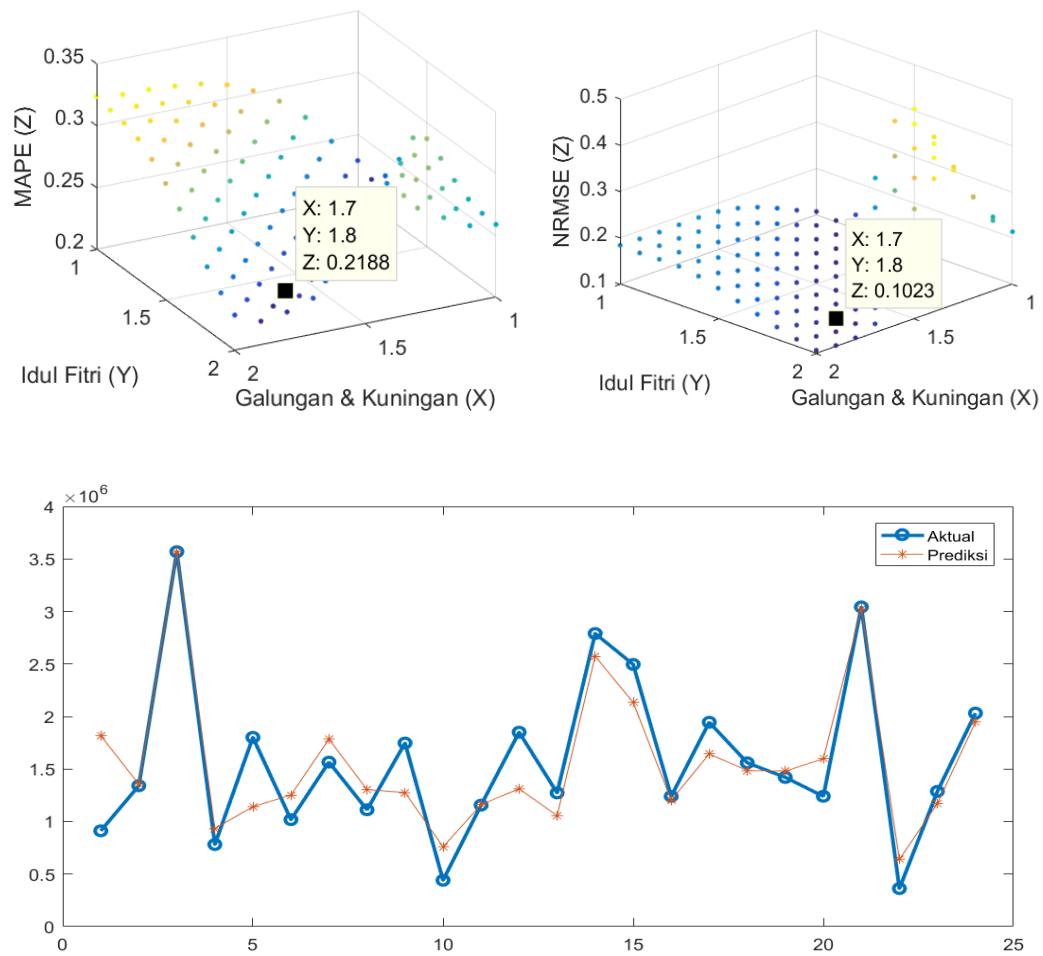 MAPE (Z)
0.35
0.3
0.25
0.2
1
1.5
2
2
1.5
1
Idul Fitri (Y)
Galungan & Kuningan (X)
X: 1.7
Y: 1.8
Z: 0.2188
NRMSE (Z)
0.5
0.4
0.3
0.2
0.1
1
1.5
2
2
1.5
1
Idul Fitri (Y)
Galungan & Kuningan (X)
X: 1.7
Y: 1.8
Z: 0.1023
×10⁶
4
3.5
3
2.5
2
1.5
1
0.5
0
0
5
10
15
20
25
Aktual
Prediksi